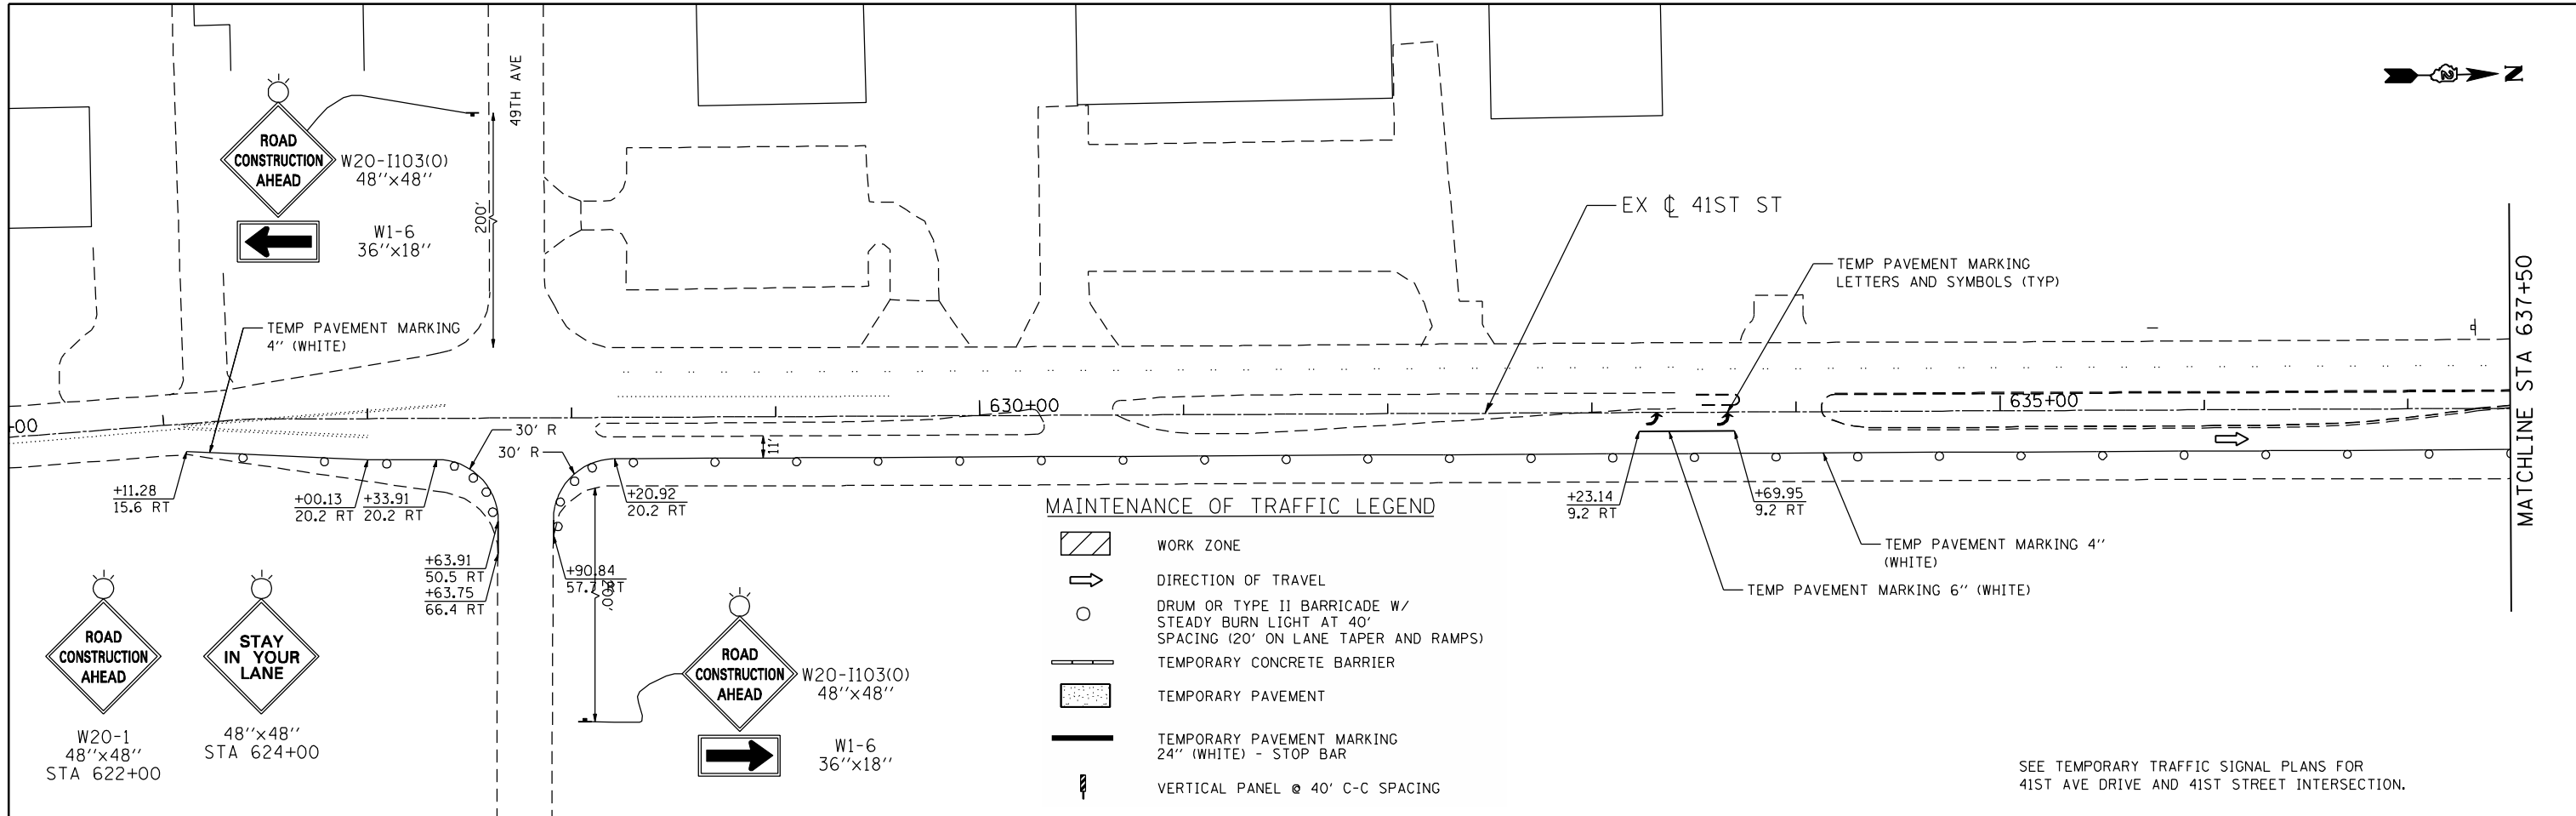 49TH AVE
N
ROAD
CONSTRUCTION
AHEAD
W20-I103(O)
48''x48''
W1-6
36''x18''
200'
EX ℄ 41ST ST
TEMP PAVEMENT MARKING
LETTERS AND SYMBOLS (TYP)
TEMP PAVEMENT MARKING
4'' (WHITE)
MATCHLINE STA 637+50
-00
630+00
635+00
30' R
30' R
11'
+11.28
15.6 RT
+00.13
20.2 RT
+33.91
20.2 RT
+20.92
20.2 RT
+23.14
9.2 RT
+69.95
9.2 RT
+63.91
50.5 RT
+63.75
66.4 RT
+90.84
57.7 RT
200'
TEMP PAVEMENT MARKING 4''
(WHITE)
TEMP PAVEMENT MARKING 6'' (WHITE)
MAINTENANCE OF TRAFFIC LEGEND
WORK ZONE
DIRECTION OF TRAVEL
DRUM OR TYPE II BARRICADE W/
STEADY BURN LIGHT AT 40'
SPACING (20' ON LANE TAPER AND RAMPS)
TEMPORARY CONCRETE BARRIER
TEMPORARY PAVEMENT
TEMPORARY PAVEMENT MARKING
24'' (WHITE) - STOP BAR
VERTICAL PANEL @ 40' C-C SPACING
ROAD
CONSTRUCTION
AHEAD
W20-1
48''x48''
STA 622+00
STAY
IN YOUR
LANE
48''x48''
STA 624+00
ROAD
CONSTRUCTION
AHEAD
W20-I103(O)
48''x48''
W1-6
36''x18''
SEE TEMPORARY TRAFFIC SIGNAL PLANS FOR
41ST AVE DRIVE AND 41ST STREET INTERSECTION.